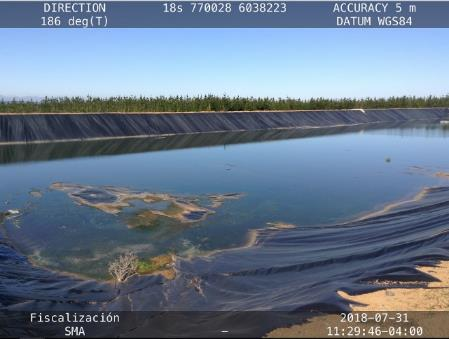 DIRECTION
186 deg(T)
18s 770028 6038223
ACCURACY 5 m
DATUM WGS84
Fiscalización
SMA
–
2018-07-31
11:29:46-04:00